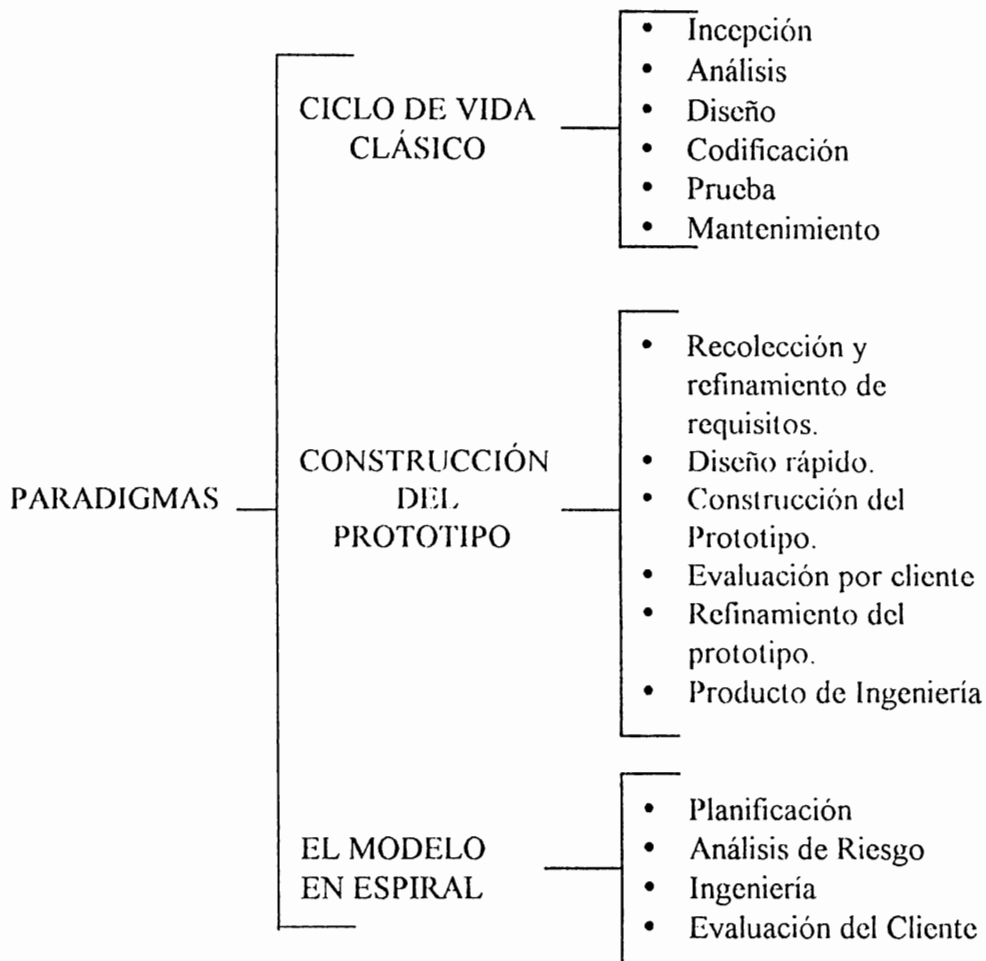 PARADIGMAS
CICLO DE VIDA
CLÁSICO
• Incepción
• Análisis
• Diseño
• Codificación
• Prueba
• Mantenimiento
CONSTRUCCIÓN
DEL
PROTOTIPO
• Recolección y
refinamiento de
requisitos.
• Diseño rápido.
• Construcción del
Prototipo.
• Evaluación por cliente
• Refinamiento del
prototipo.
• Producto de Ingeniería
EL MODELO
EN ESPIRAL
• Planificación
• Análisis de Riesgo
• Ingeniería
• Evaluación del Cliente